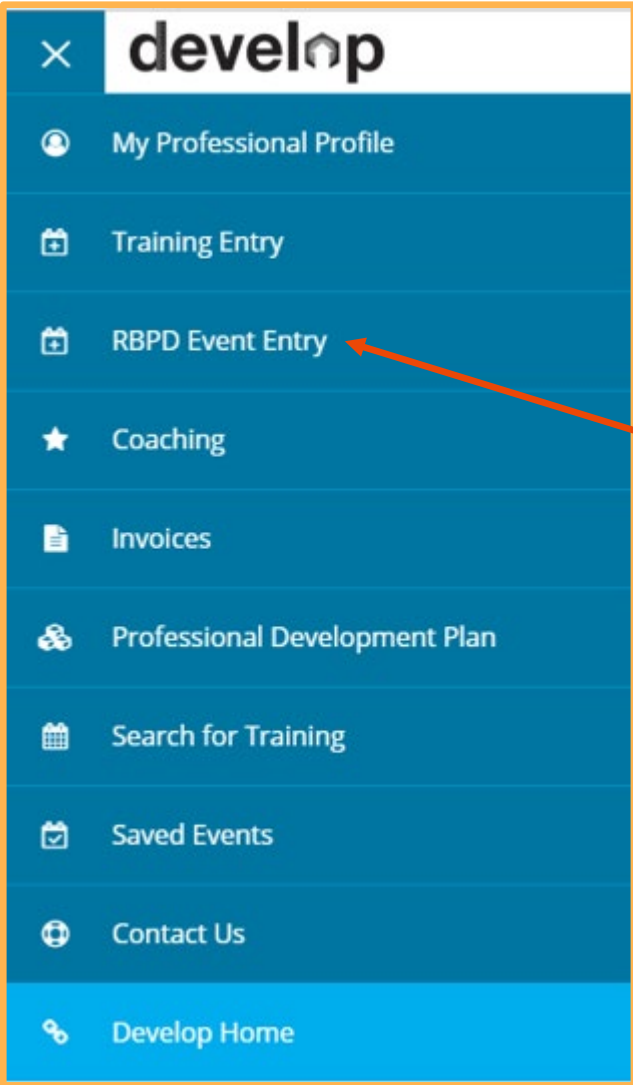 develop
My Professional Profile
Training Entry
RBPD Event Entry
Coaching
Invoices
Professional Development Plan
Search for Training
Saved Events
Contact Us
Develop Home